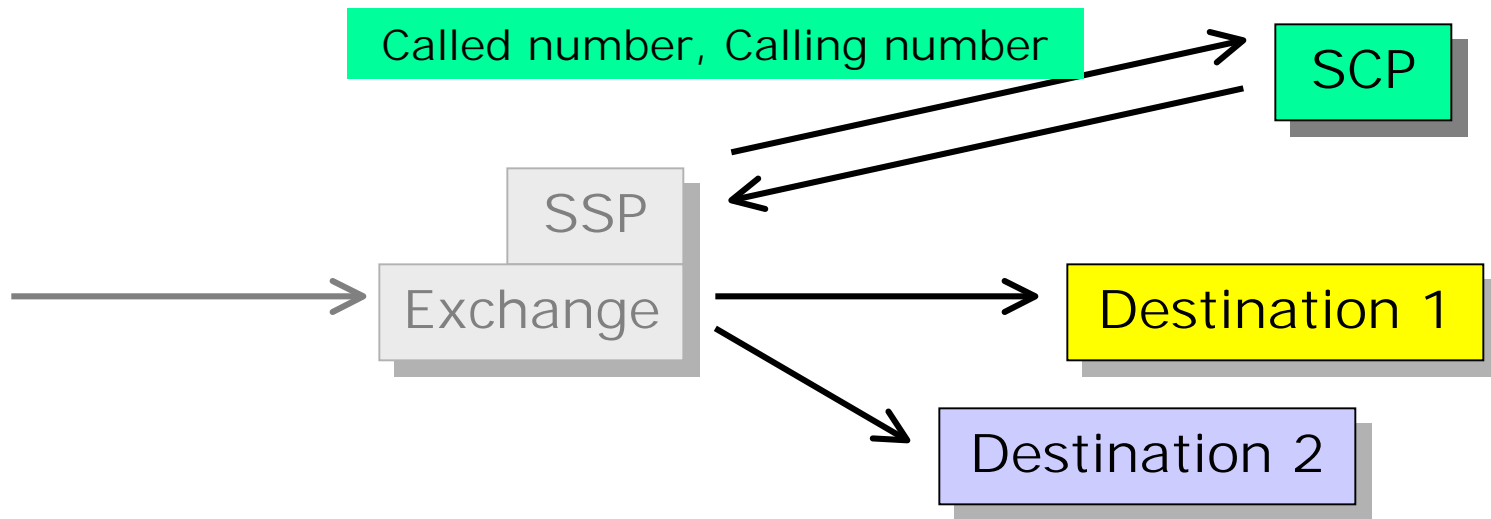 Called number, Calling number
SCP
SSP
Exchange
Destination 1
Destination 2